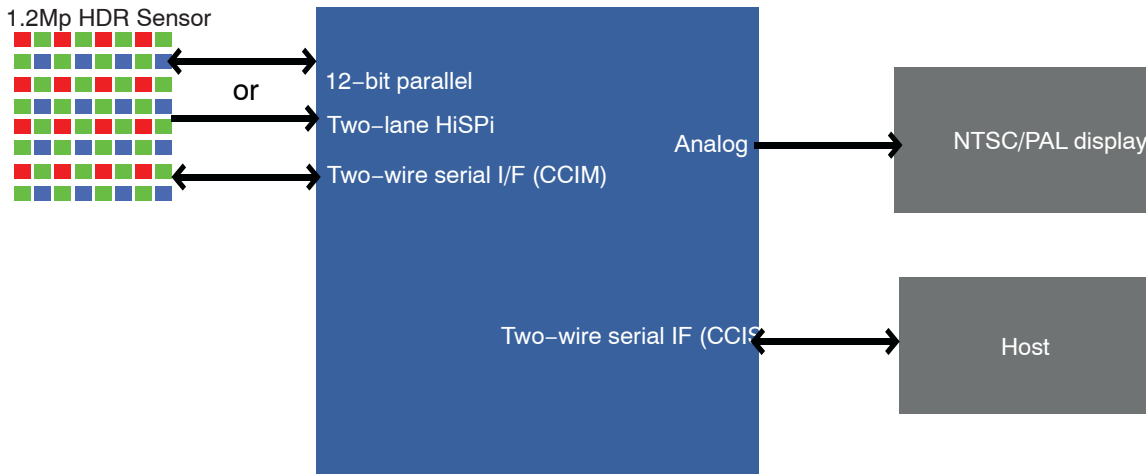 1.2Mp HDR Sensor
or
12−bit parallel
Two−lane HiSPi
Two−wire serial I/F (CCIM)
Analog
NTSC/PAL display
Two−wire serial IF (CCIS
Host